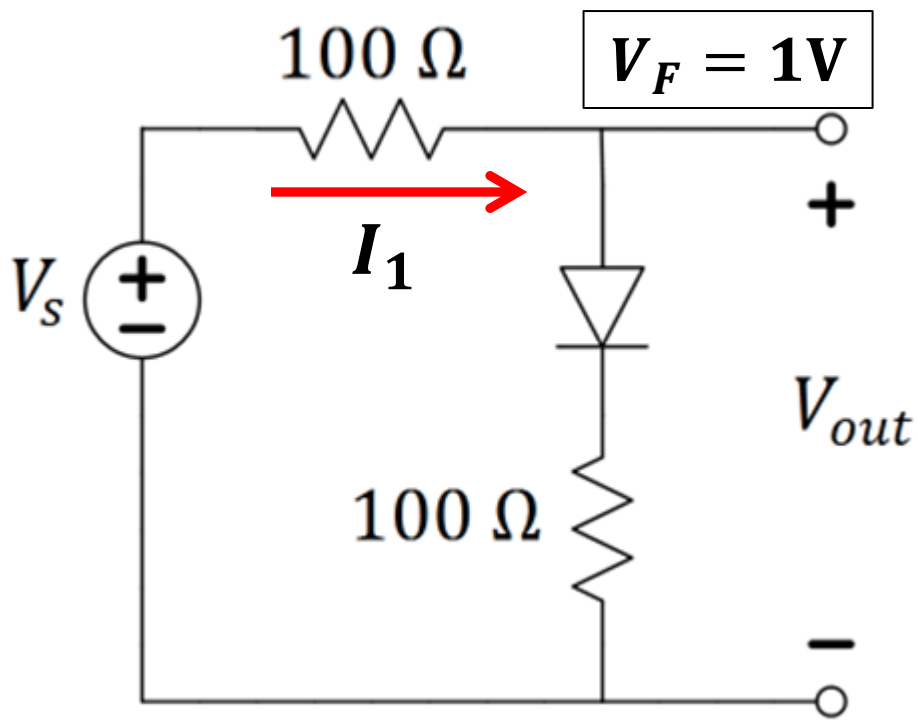 100 Ω
V_F = 1V
I_1
V_s
+
−
+
V_out
100 Ω
−